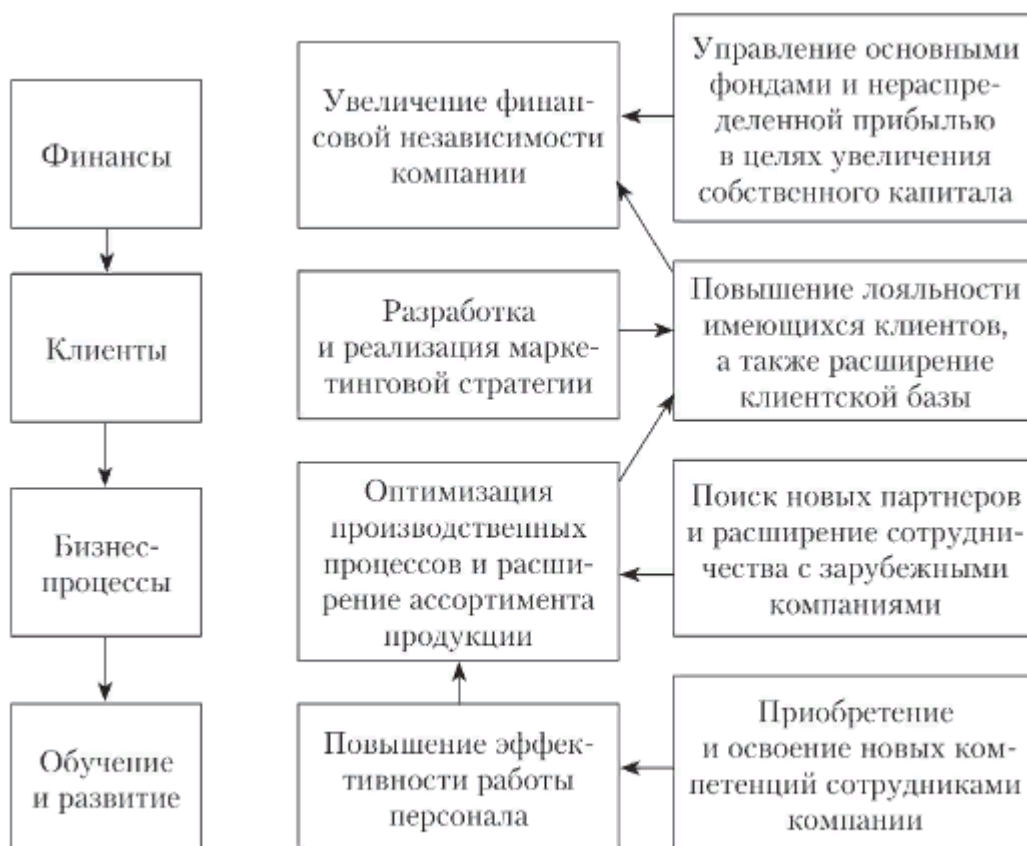 Финансы
Увеличение финан-
совой независимости
компании
Управление основными
фондами и нераспре-
деленной прибылью
в целях увеличения
собственного капитала
Клиенты
Разработка
и реализация марке-
тинговой стратегии
Повышение лояльности
имеющихся клиентов,
а также расширение
клиентской базы
Бизнес-
процессы
Оптимизация
производственных
процессов и расши-
рение ассортимента
продукции
Поиск новых партнеров
и расширение сотрудни-
чества с зарубежными
компаниями
Обучение
и развитие
Повышение эффек-
тивности работы
персонала
Приобретение
и освоение новых ком-
петенций сотрудниками
компании